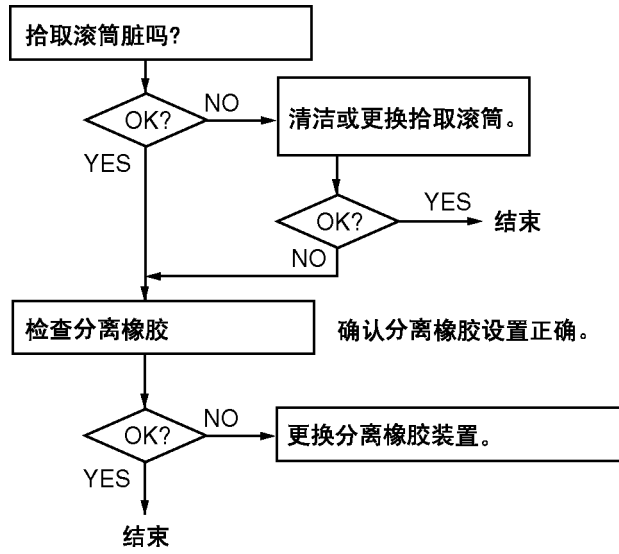 拾取滚筒脏吗?
OK?
NO
清洁或更换拾取滚筒。
YES
OK?
YES
结束
NO
检查分离橡胶
确认分离橡胶设置正确。
OK?
NO
更换分离橡胶装置。
YES
结束